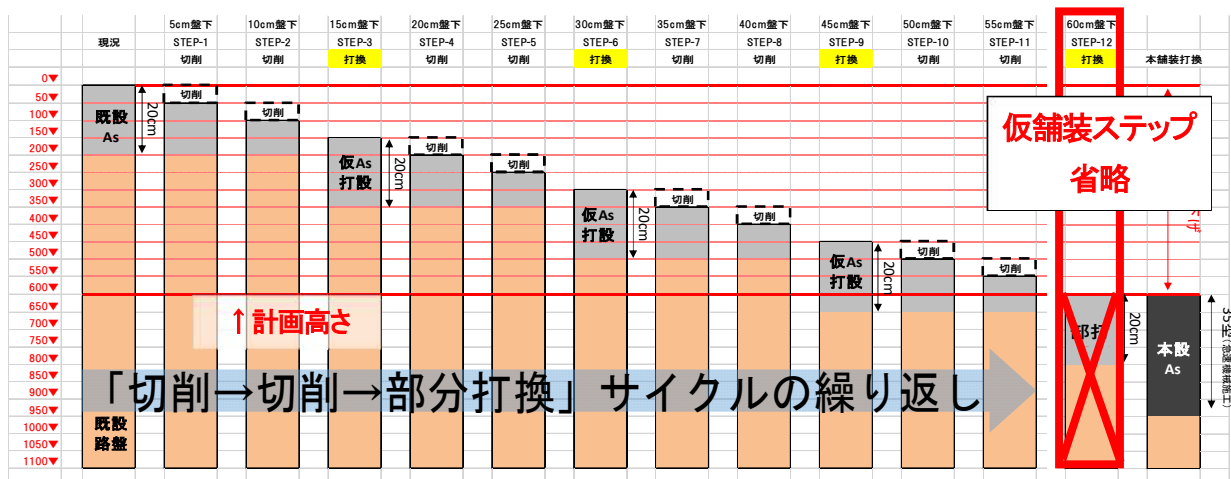 5cm盤下 10cm盤下 15cm盤下 20cm盤下 25cm盤下 30cm盤下 35cm盤下 40cm盤下 45cm盤下 50cm盤下 55cm盤下 60cm盤下
現況 STEP-1 STEP-2 STEP-3 STEP-4 STEP-5 STEP-6 STEP-7 STEP-8 STEP-9 STEP-10 STEP-11 STEP-12
切削 切削 打換 切削 切削 打換 切削 切削 打換 切削 切削 打換 本舗装打換
0▼
50▼
100▼
150▼
200▼
250▼
300▼
350▼
400▼
450▼
500▼
550▼
600▼
650▼
700▼
750▼
800▼
850▼
900▼
950▼
1000▼
1050▼
1100▼
既設
As
20cm
切削
切削
仮As
打設
20cm
切削
切削
仮As
打設
20cm
切削
切削
仮As
打設
20cm
切削
切削
仮舗装ステップ
省略
下げ
↑計画高さ
部打
20cm
本設
As
「切削→切削→部分打換」サイクルの繰り返し
既設
路盤